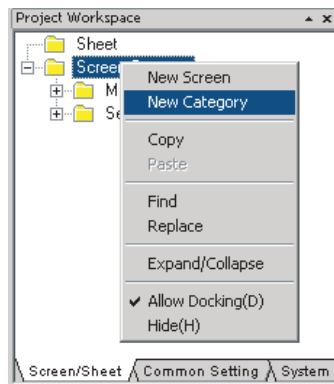 Project Workspace
Sheet
Screen
New Screen
New Category
Copy
Paste
Find
Replace
Expand/Collapse
Allow Docking(D)
Hide(H)
Screen/Sheet
Common Setting
System